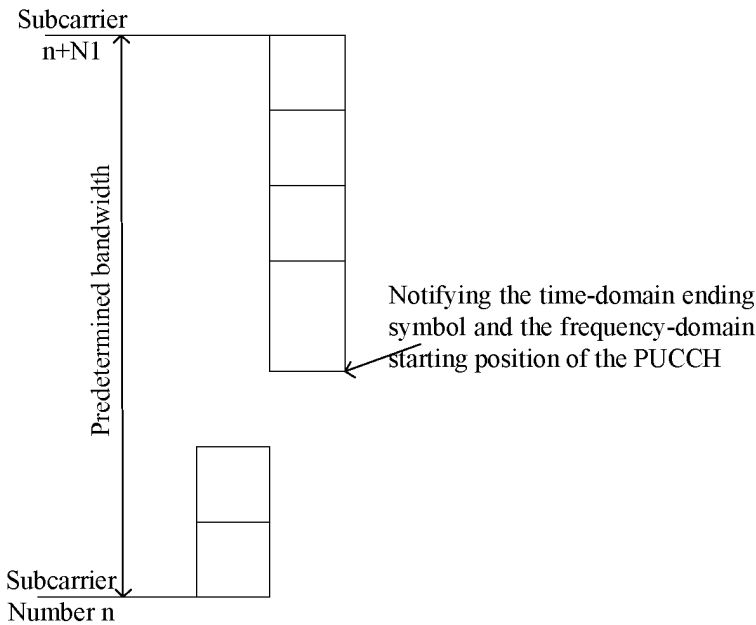 Subcarrier
n+N1
Predetermined bandwidth
Notifying the time-domain ending
symbol and the frequency-domain
starting position of the PUCCH
Subcarrier
Number n